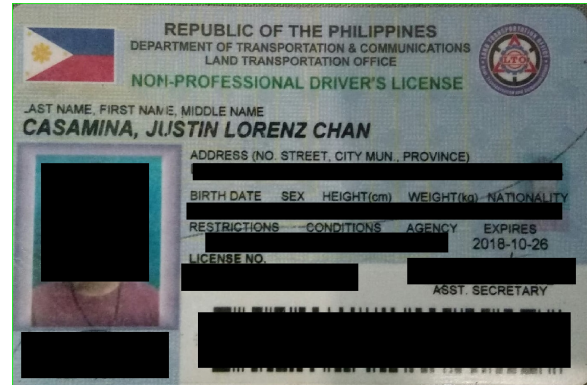 REPUBLIC OF THE PHILIPPINES
DEPARTMENT OF TRANSPORTATION & COMMUNICATIONS
LAND TRANSPORTATION OFFICE
NON-PROFESSIONAL DRIVER'S LICENSE
LTO
LAST NAME, FIRST NAME, MIDDLE NAME
CASAMINA, JUSTIN LORENZ CHAN
ADDRESS (NO. STREET, CITY MUN., PROVINCE)
BIRTH DATE SEX HEIGHT(cm) WEIGHT(kg) NATIONALITY
RESTRICTIONS CONDITIONS AGENCY EXPIRES
2018-10-26
LICENSE NO.
ASST. SECRETARY